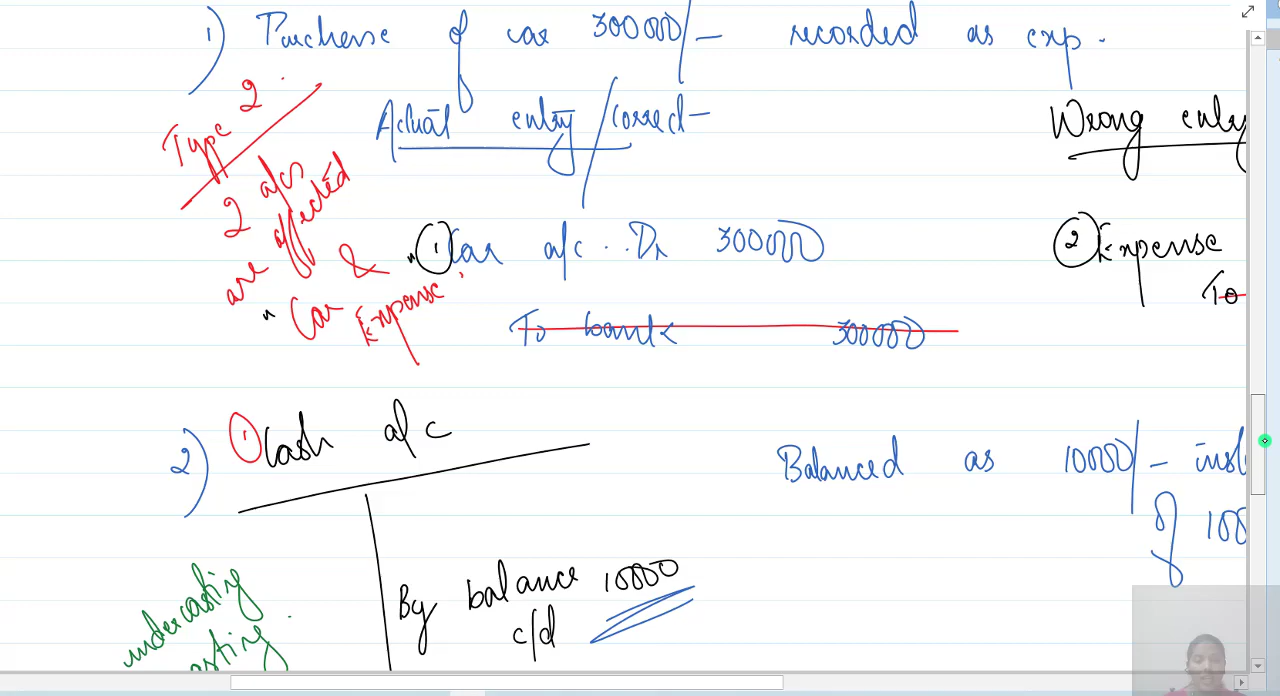 1) Purchase of car 300000/- recorded as exp.
Type 2
Actual entry / correct-
Wrong entry
2 a/cs
are affected
"Car &
Expense"
① Car a/c .. Dr 300000
② Expense
To bank 300000
To
2) ① Cash a/c
Balanced as 10000/-
of
By balance 10000
c/d
undercasting